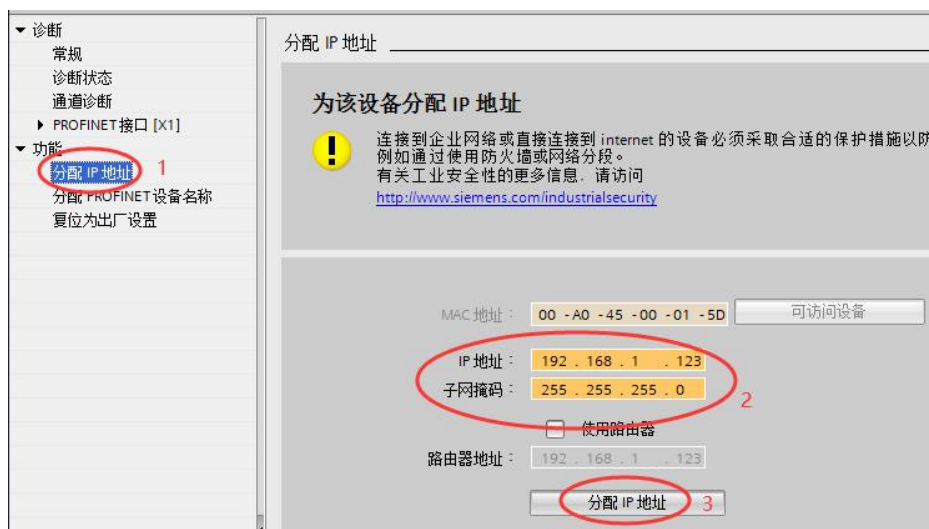 诊断
常规
诊断状态
通道诊断
PROFINET接口 [X1]
功能
分配 IP 地址
1
分配 PROFINET设备名称
复位为出厂设置
分配 IP 地址
为该设备分配 IP 地址
连接到企业网络或直接连接到 internet 的设备必须采取合适的保护措施以防
例如通过使用防火墙或网络分段。
有关工业安全性的更多信息. 请访问
http://www.siemens.com/industrialsecurity
MAC 地址： 00 -A0 -45 -00 -01 -5D 可访问设备
IP 地址： 192 . 168 . 1 . 123
子网掩码： 255 . 255 . 255 . 0
2
使用路由器
路由器地址： 192 . 168 . 1 . 123
分配 IP 地址 3